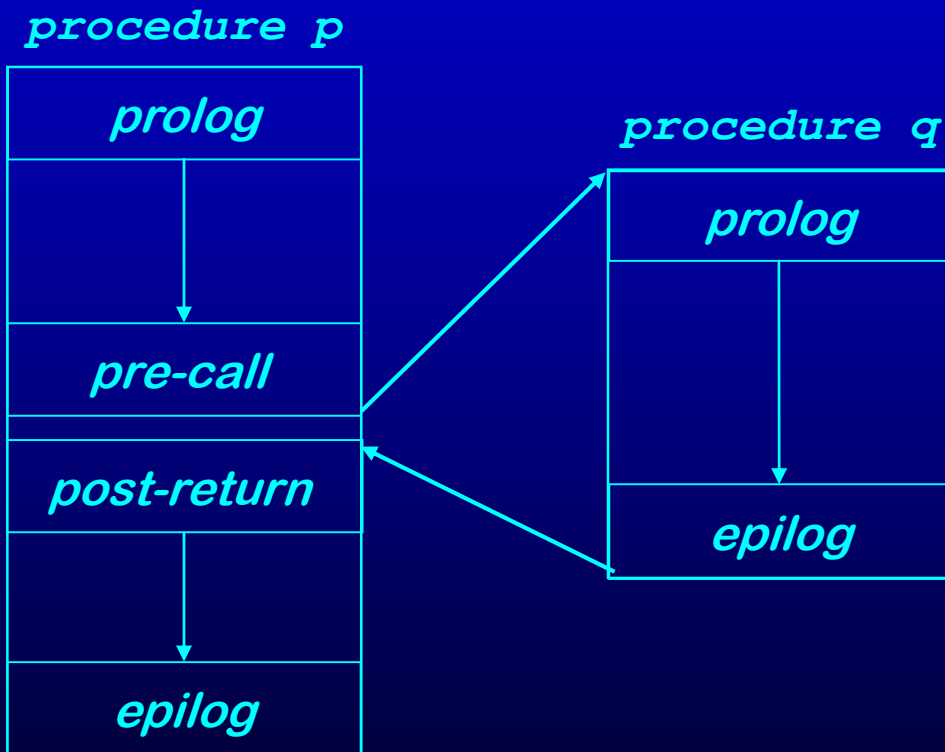 procedure p
prolog
pre-call
post-return
epilog
procedure q
prolog
epilog